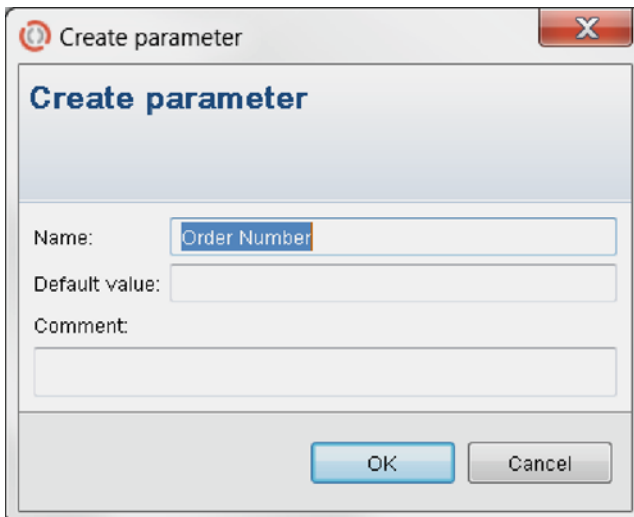 Create parameter
Create parameter
Name: Order Number
Default value:
Comment:
OK Cancel